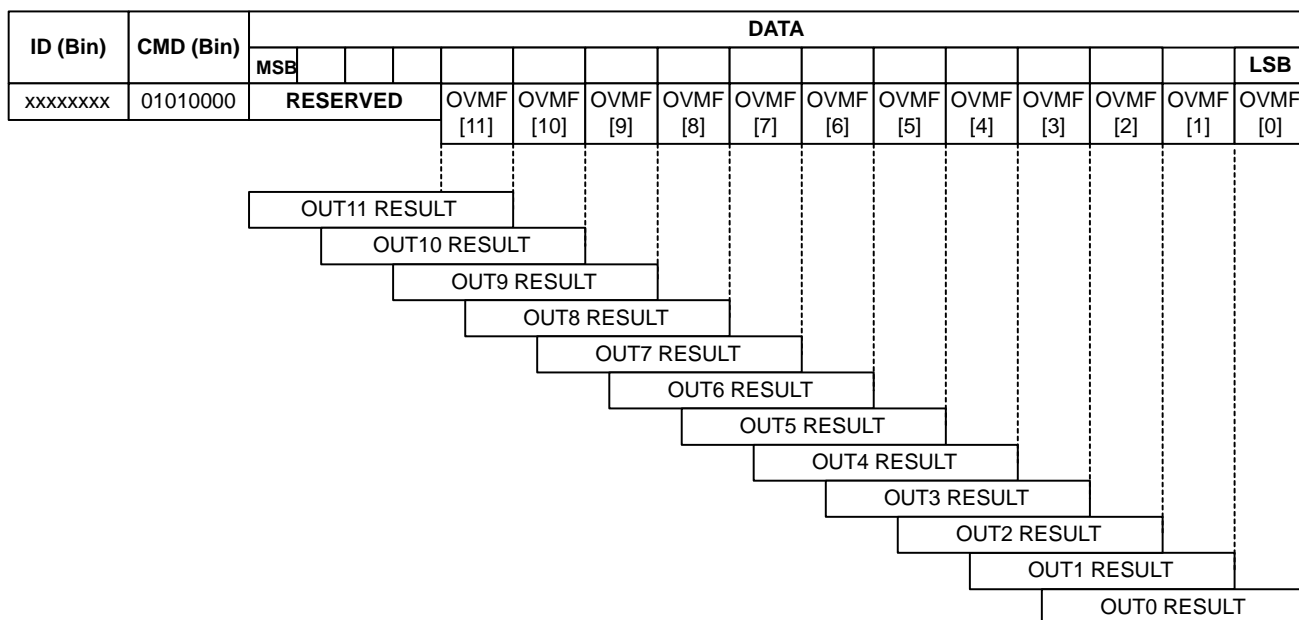 ID (Bin) CMD (Bin) DATA
MSB LSB
xxxxxxxx 01010000 RESERVED OVMF [11] OVMF [10] OVMF [9] OVMF [8] OVMF [7] OVMF [6] OVMF [5] OVMF [4] OVMF [3] OVMF [2] OVMF [1] OVMF [0]
OUT11 RESULT
OUT10 RESULT
OUT9 RESULT
OUT8 RESULT
OUT7 RESULT
OUT6 RESULT
OUT5 RESULT
OUT4 RESULT
OUT3 RESULT
OUT2 RESULT
OUT1 RESULT
OUT0 RESULT